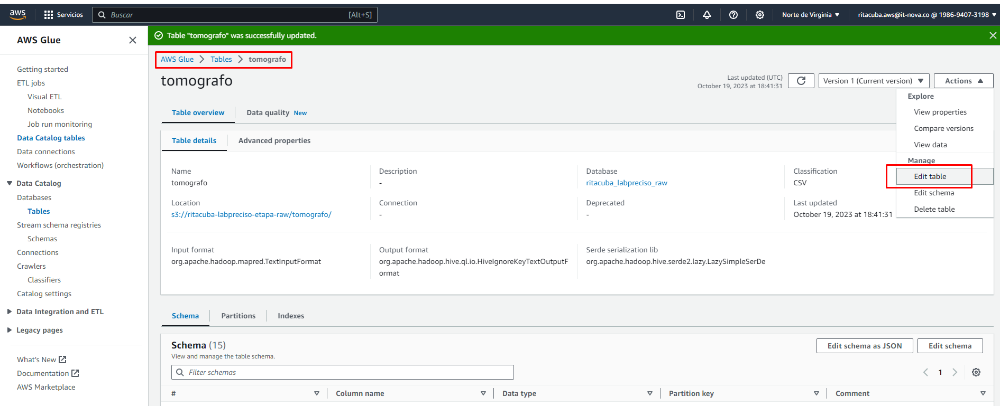 aws
Servicios
Buscar
[Alt+S]
Norte de Virginia
ritacuba.aws@it-nova.co @ 1986-9407-3198
AWS Glue
Getting started
ETL jobs
Visual ETL
Notebooks
Job run monitoring
Data Catalog tables
Data connections
Workflows (orchestration)
Data Catalog
Databases
Tables
Stream schema registries
Schemas
Connections
Crawlers
Classifiers
Catalog settings
Data Integration and ETL
Legacy pages
What's New
Documentation
AWS Marketplace
Table "tomografo" was successfully updated.
AWS Glue > Tables > tomografo
tomografo
Last updated (UTC)
October 19, 2023 at 18:41:31
Version 1 (Current version)
Actions
Explore
View properties
Compare versions
View data
Manage
Edit table
Edit schema
Delete table
Table overview
Data quality New
Table details
Advanced properties
Name
tomografo
Description
-
Database
ritacuba_labpreciso_raw
Classification
CSV
Location
s3://ritacuba-labpreciso-etapa-raw/tomografo/
Connection
-
Deprecated
-
Last updated
October 19, 2023 at 18:41:31
Input format
org.apache.hadoop.mapred.TextInputFormat
Output format
org.apache.hadoop.hive.ql.io.HiveIgnoreKeyTextOutputF
ormat
Serde serialization lib
org.apache.hadoop.hive.serde2.lazy.LazySimpleSerDe
Schema
Partitions
Indexes
Schema (15)
View and manage the table schema.
Edit schema as JSON
Edit schema
Filter schemas
1
#
Column name
Data type
Partition key
Comment